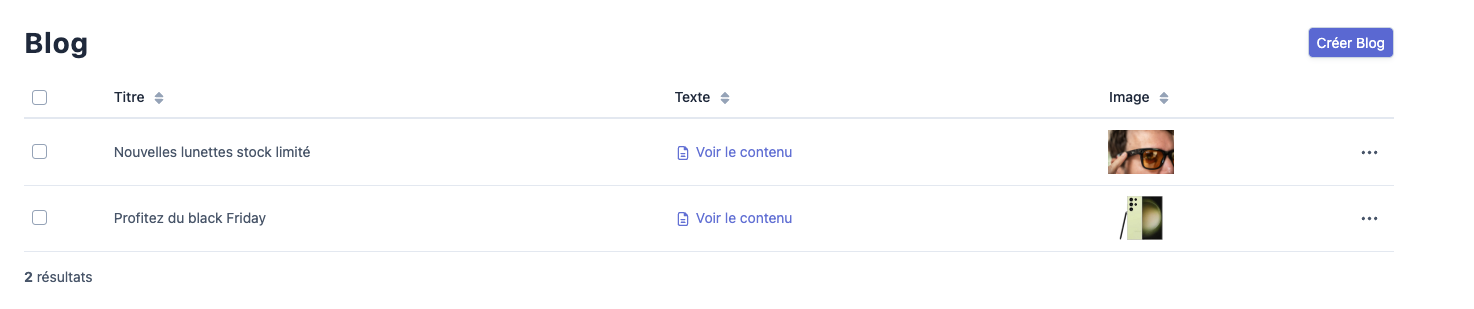 Blog
Créer Blog
Titre Texte Image
Nouvelles lunettes stock limité Voir le contenu
Profitez du black Friday Voir le contenu
2 résultats